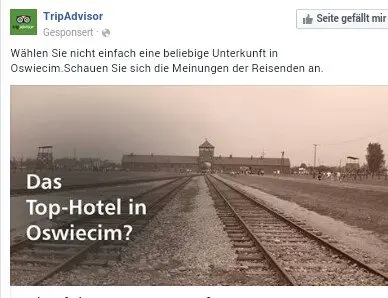 TripAdvisor
Seite gefällt mir
Gesponsert ·
Wählen Sie nicht einfach eine beliebige Unterkunft in
Oswiecim.Schauen Sie sich die Meinungen der Reisenden an.
Das
Top-Hotel in
Oswiecim?